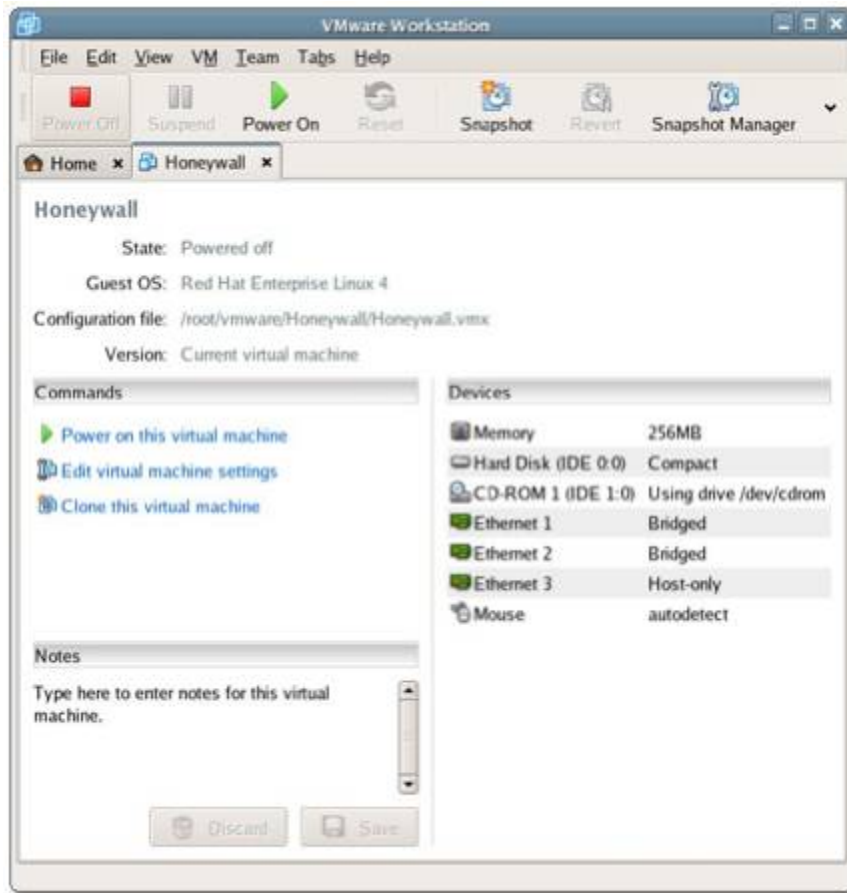 VMware Workstation
File Edit View VM Team Tabs Help
Power Off Suspend Power On Reset Snapshot Revert Snapshot Manager
Home Honeywall
Honeywall
State: Powered off
Guest OS: Red Hat Enterprise Linux 4
Configuration file: /root/vmware/Honeywall/Honeywall.vmx
Version: Current virtual machine
Commands
Power on this virtual machine
Edit virtual machine settings
Clone this virtual machine
Devices
Memory 256MB
Hard Disk (IDE 0:0) Compact
CD-ROM 1 (IDE 1:0) Using drive /dev/cdrom
Ethernet 1 Bridged
Ethernet 2 Bridged
Ethernet 3 Host-only
Mouse autodetect
Notes
Type here to enter notes for this virtual
machine.
Discard Save